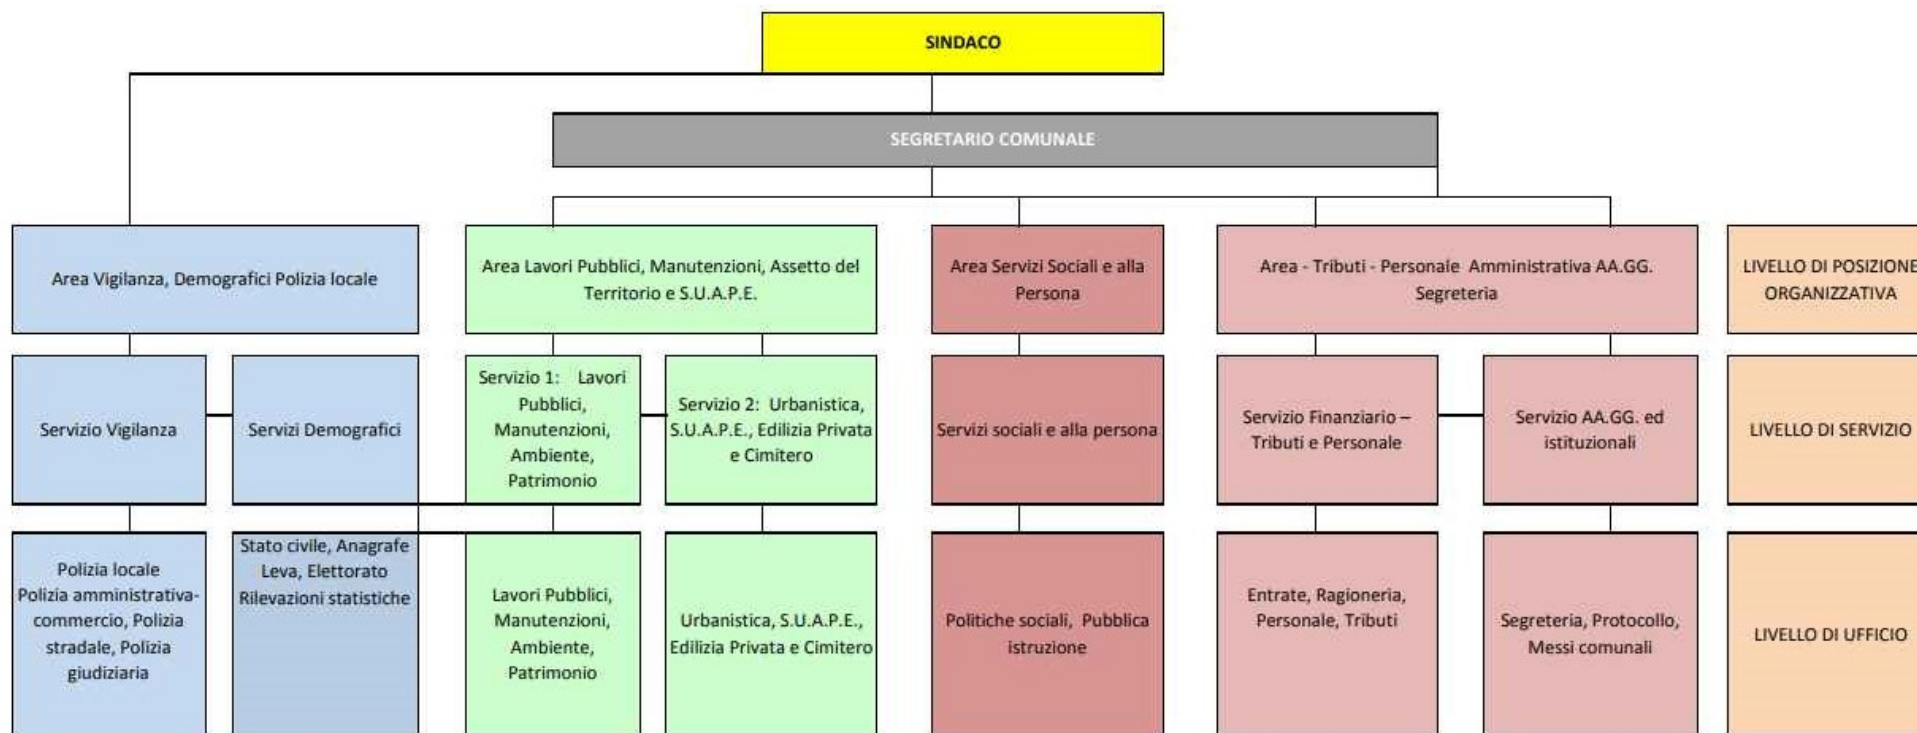 SINDACO
SEGRETARIO COMUNALE
Area Vigilanza, Demografici Polizia locale
Area Lavori Pubblici, Manutenzioni, Assetto del
Territorio e S.U.A.P.E.
Area Servizi Sociali e alla
Persona
Area - Tributi - Personale Amministrativa AA.GG.
Segreteria
LIVELLO DI POSIZIONE
ORGANIZZATIVA
Servizio Vigilanza
Servizi Demografici
Servizio 1: Lavori
Pubblici,
Manutenzioni,
Ambiente,
Patrimonio
Servizio 2: Urbanistica,
S.U.A.P.E., Edilizia Privata
e Cimitero
Servizi sociali e alla persona
Servizio Finanziario –
Tributi e Personale
Servizio AA.GG. ed
istituzionali
LIVELLO DI SERVIZIO
Polizia locale
Polizia amministrativa-
commercio, Polizia
stradale, Polizia
giudiziaria
Stato civile, Anagrafe
Leva, Elettorato
Rilevazioni statistiche
Lavori Pubblici,
Manutenzioni,
Ambiente,
Patrimonio
Urbanistica, S.U.A.P.E.,
Edilizia Privata e Cimitero
Politiche sociali, Pubblica
istruzione
Entrate, Ragioneria,
Personale, Tributi
Segreteria, Protocollo,
Messi comunali
LIVELLO DI UFFICIO